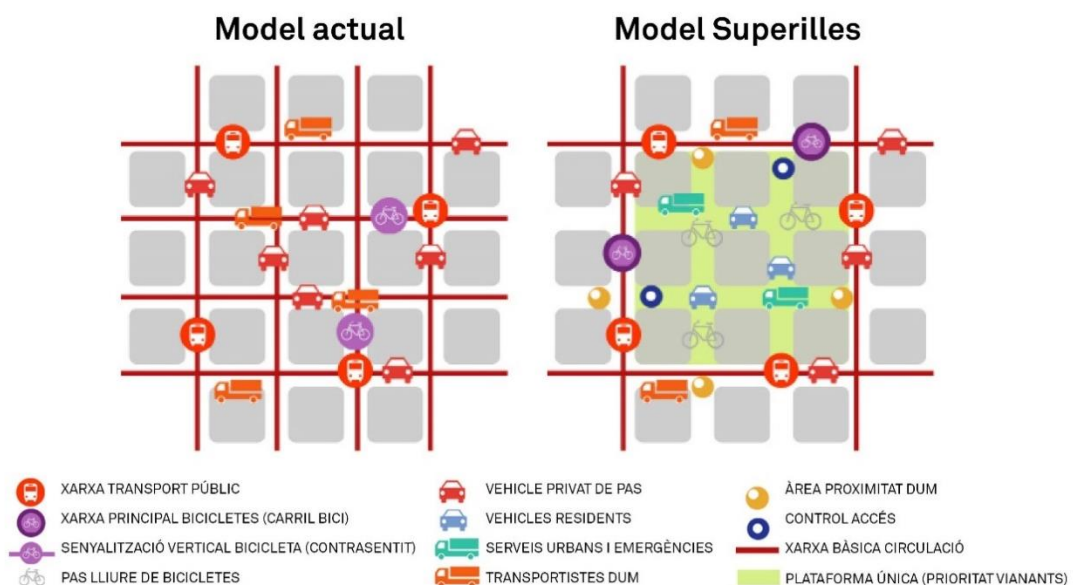 Model actual
Model Superilles
XARXA TRANSPORT PÚBLIC
XARXA PRINCIPAL BICICLETES (CARRIL BICI)
SENYALITZACIÓ VERTICAL BICICLETA (CONTRASENTIT)
PAS LLIURE DE BICICLETES
VEHICLE PRIVAT DE PAS
VEHICLES RESIDENTS
SERVEIS URBANS I EMERGÈNCIES
TRANSPORTISTES DUM
ÀREA PROXIMITAT DUM
CONTROL ACCÉS
XARXA BÀSICA CIRCULACIÓ
PLATAFORMA ÚNICA (PRIORITAT VIANANTS)